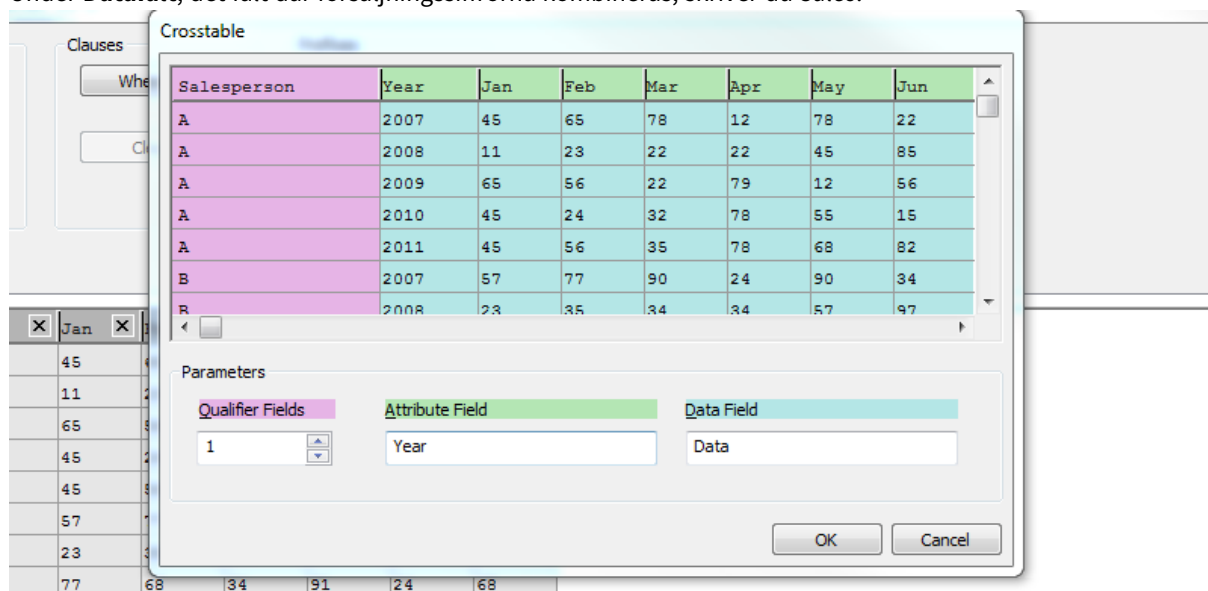 Under Datafält, det fält där försäljningssiffrorna kombineras, skriver du Sales.
Clauses
Crosstable
Whe
Salesperson Year Jan Feb Mar Apr May Jun
A 2007 45 65 78 12 78 22
Cl
A 2008 11 23 22 22 45 85
A 2009 65 56 22 79 12 56
A 2010 45 24 32 78 55 15
A 2011 45 56 35 78 68 82
B 2007 57 77 90 24 90 34
B 2008 23 35 34 34 57 97
Jan
45
Parameters
11
Qualifier Fields Attribute Field Data Field
65
1 Year Data
45
45
57
OK Cancel
23
77 68 34 91 24 68